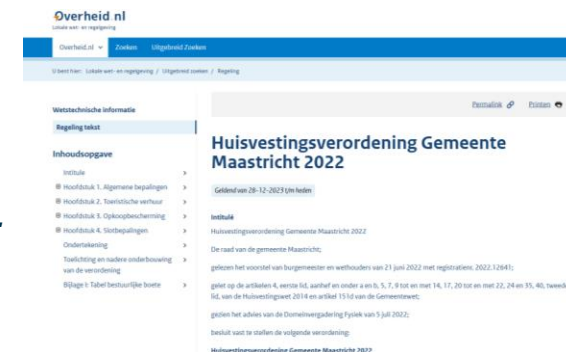 Overheid.nl
Lokale wet- en regelgeving
Overheid.nl Zoeken Uitgebreid Zoeken
U bent hier: Lokale wet- en regelgeving / Uitgebreid zoeken / Regeling
Wetstechnische informatie
Regeling tekst
Inhoudsopgave
Intitule
Hoofdstuk 1. Algemene bepalingen
Hoofdstuk 2. Toeristische verhuur
Hoofdstuk 3. Opkoopbescherming
Hoofdstuk 4. Slotbepalingen
Ondertekening
Toelichting en nadere onderbouwing
van de verordening
Bijlage I: Tabel bestuurlijke boete
Permalink Printen
Huisvestingsverordening Gemeente
Maastricht 2022
Geldend van 28-12-2023 t/m heden
Intitulé
Huisvestingsverordening Gemeente Maastricht 2022
De raad van de gemeente Maastricht;
gelezen het voorstel van burgemeester en wethouders van 21 juni 2022 met registratienr. 2022.12641;
gelet op de artikelen 4, eerste lid, aanhef en onder a en b, 5, 7, 9 tot en met 14, 17, 20 tot en met 22, 24 en 35, 40, tweede
lid, van de Huisvestingswet 2014 en artikel 151d van de Gemeentewet;
gezien het advies van de Domeinvergadering Fysiek van 5 juli 2022;
besluit vast te stellen de volgende verordening:
Huisvestingsverordening Gemeente Maastricht 2022